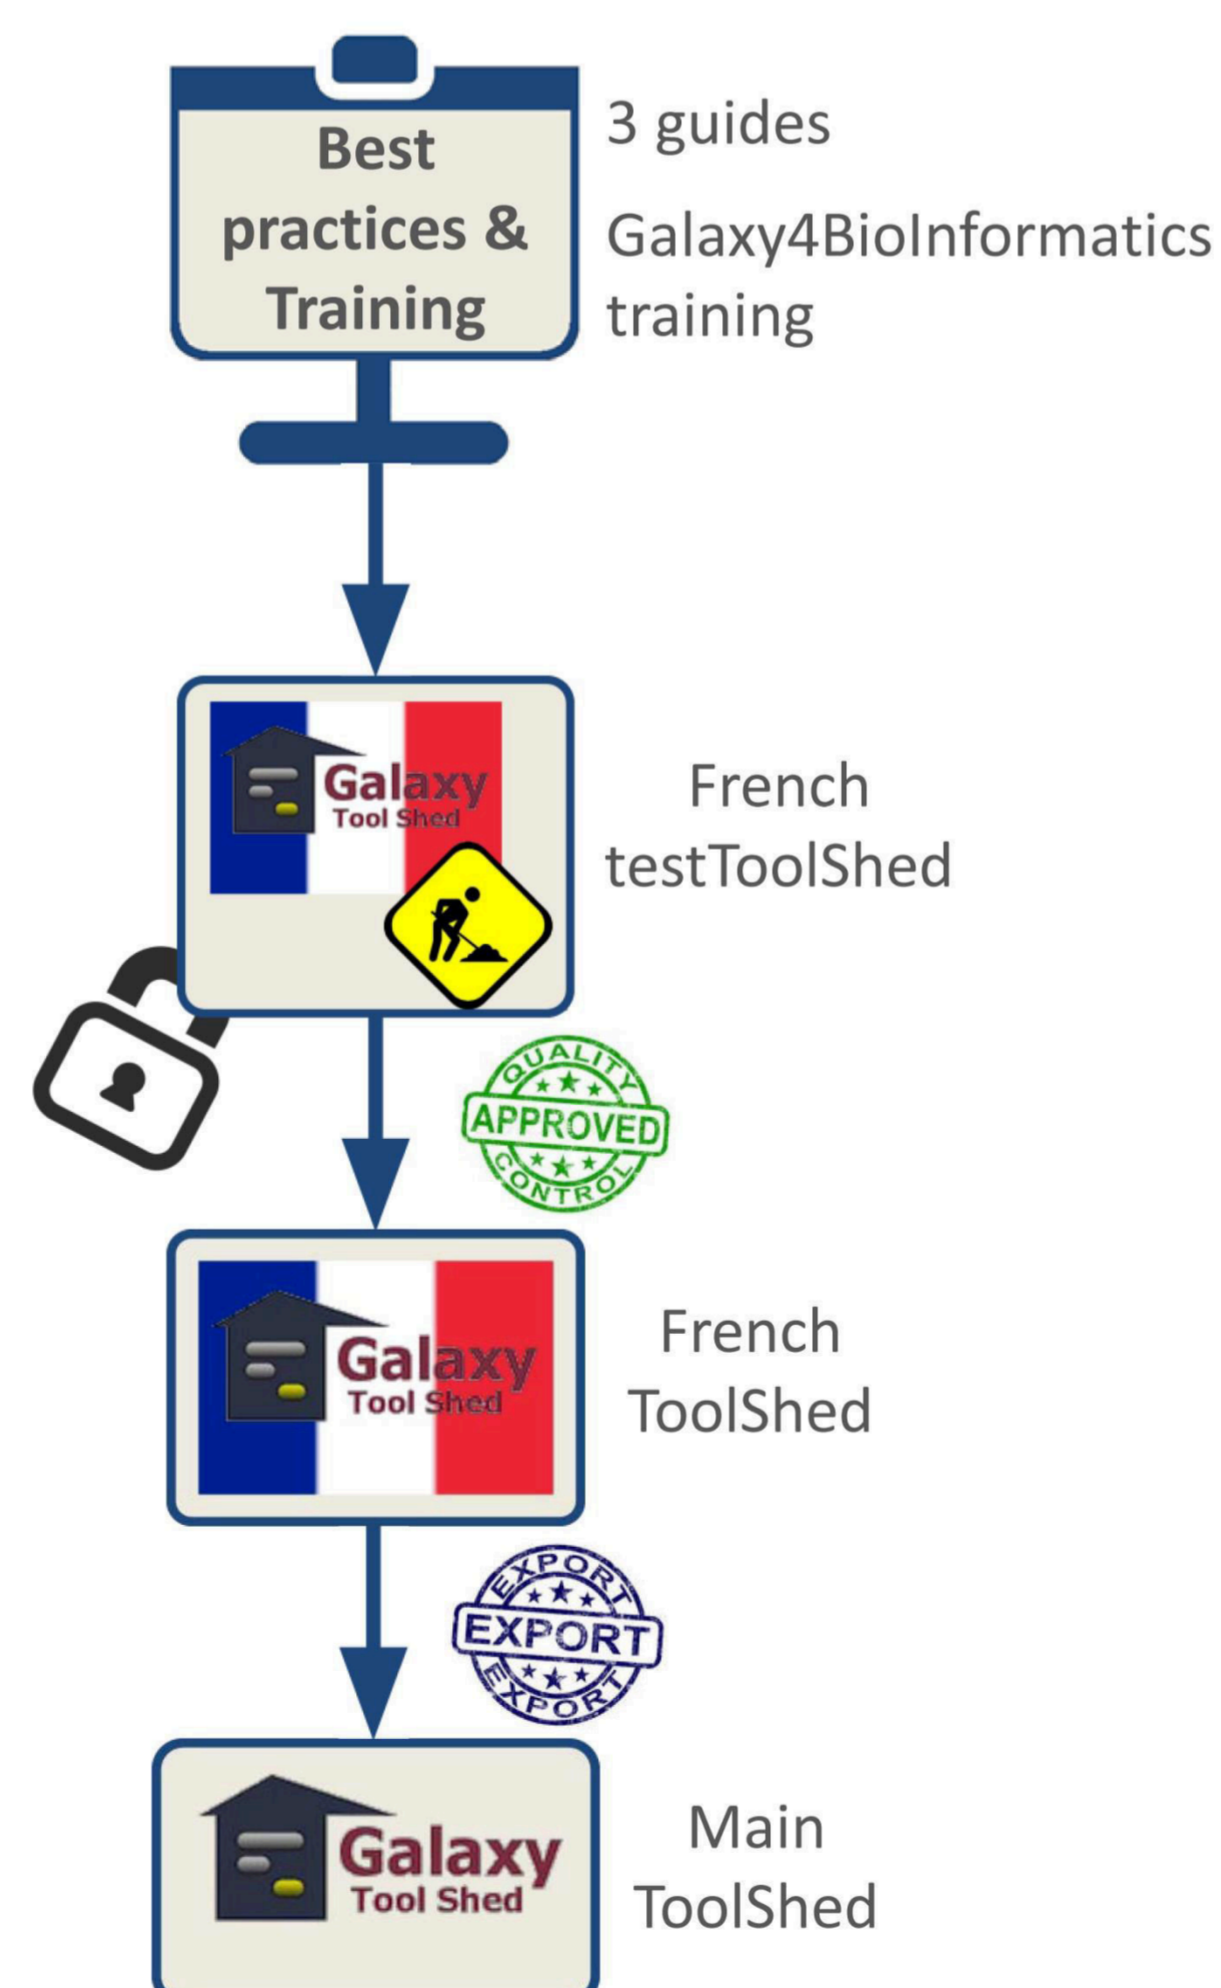 Best
practices &
Training
3 guides
Galaxy4BioInformatics
training
Galaxy
Tool Shed
French
testToolShed
QUALITY
APPROVED
CONTROL
Galaxy
Tool Shed
French
ToolShed
EXPORT
EXPORT
EXPORT
Galaxy
Tool Shed
Main
ToolShed